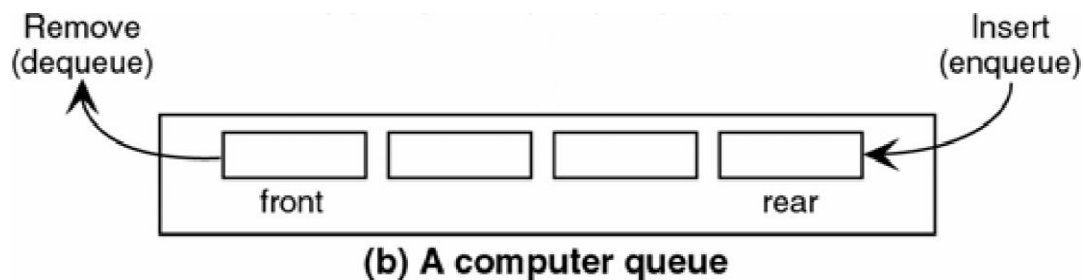 Remove
(dequeue)
Insert
(enqueue)
front
rear
(b) A computer queue